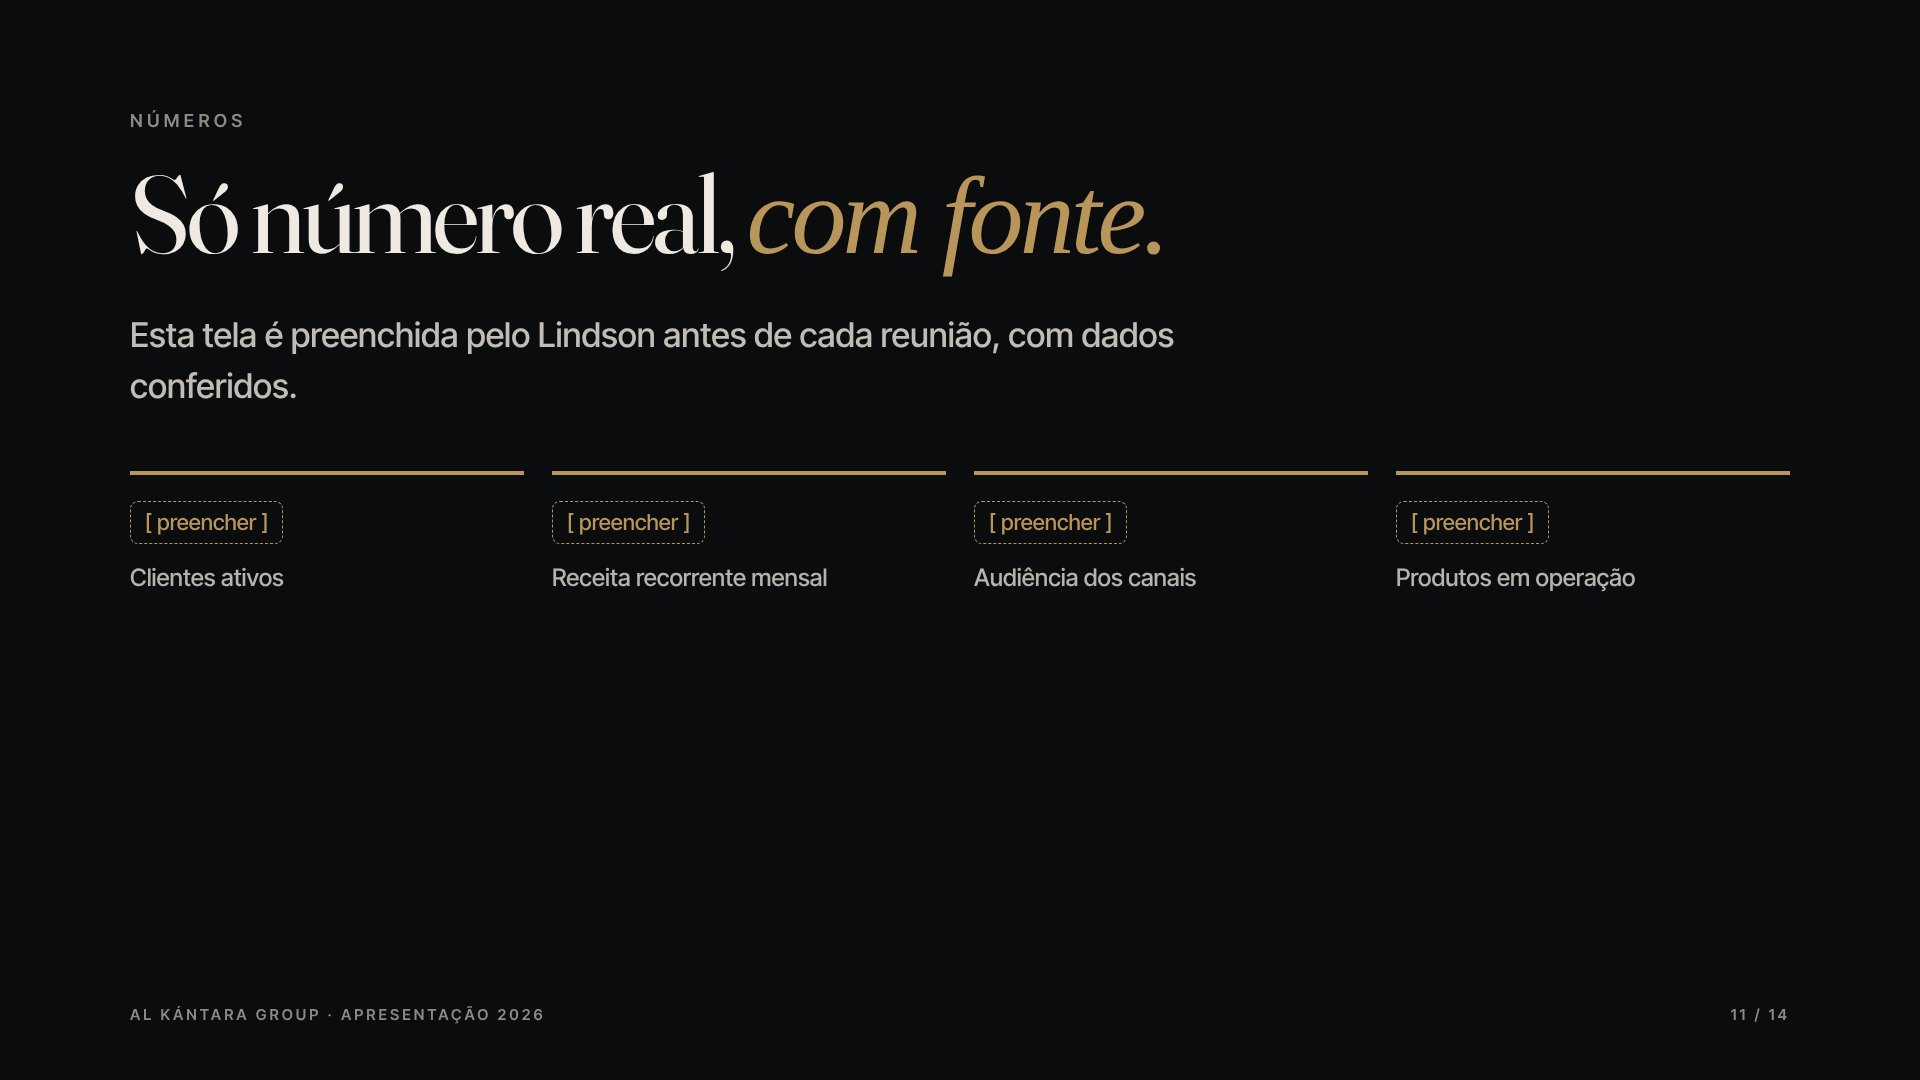 NÚMEROS
Só número real, com fonte.
Esta tela é preenchida pelo Lindson antes de cada reunião, com dados
conferidos.
[ preencher ] [ preencher ] [ preencher ] [ preencher ]
Clientes ativos Receita recorrente mensal Audiência dos canais Produtos em operação
AL KÁNTARA GROUP · APRESENTAÇÃO 2026 11 / 14